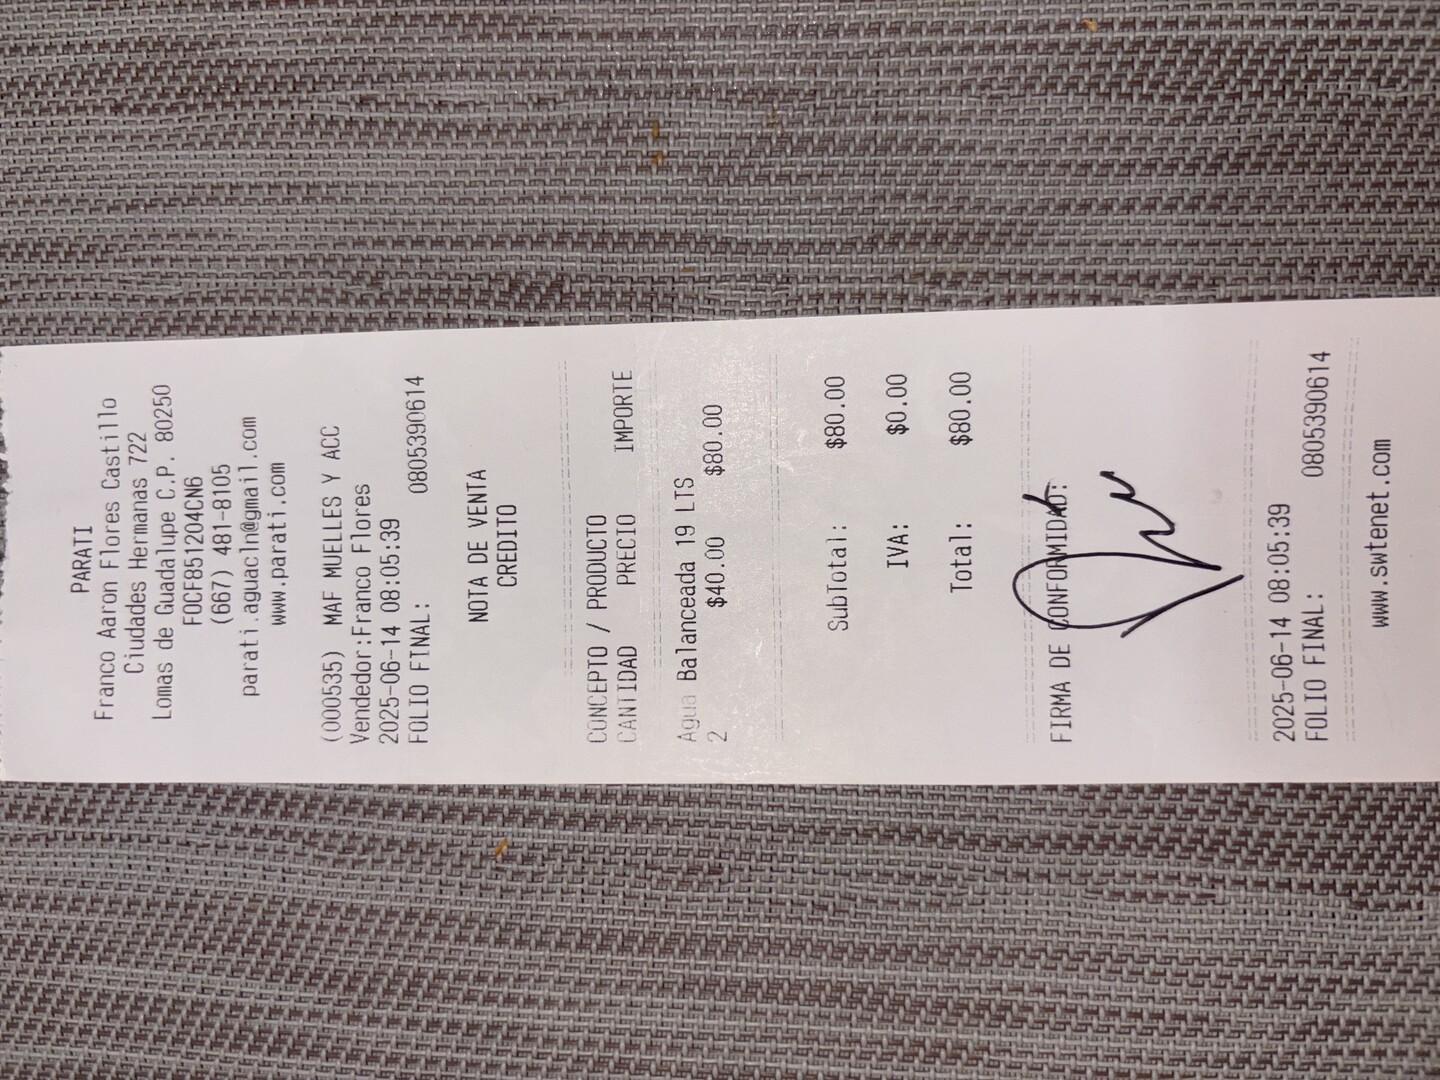 PARATI
Franco Aaron Flores Castillo
Ciudades Hermanas 722
Lomas de Guadalupe C.P. 80250
FOCF851204CN6
(667) 481-8105
parati.aguacln@gmail.com
www.parati.com
(000535) MAF MUELLES Y ACC
Vendedor:Franco Flores
2025-06-14 08:05:39
FOLIO FINAL: 0805390614
NOTA DE VENTA
CREDITO
CONCEPTO / PRODUCTO
CANTIDAD PRECIO IMPORTE
Agua Balanceada 19 LTS
2 $40.00 $80.00
SubTotal: $80.00
IVA: $0.00
Total: $80.00
FIRMA DE CONFORMIDAD:
2025-06-14 08:05:39
FOLIO FINAL: 0805390614
www.swtenet.com